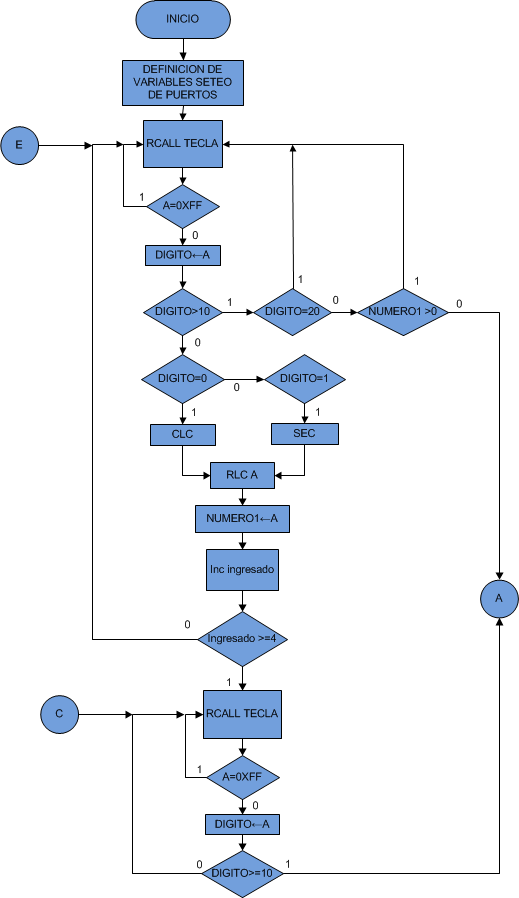 INICIO
DEFINICION DE
VARIABLES SETEO
DE PUERTOS
E
RCALL TECLA
1
A=0XFF
0
DIGITO←A
1
1
DIGITO>10
1
DIGITO=20
0
NUMERO1 >0
0
0
DIGITO=0
0
DIGITO=1
1
1
CLC
SEC
RLC A
NUMERO1←A
Inc ingresado
A
0
Ingresado >=4
1
C
RCALL TECLA
1
A=0XFF
0
DIGITO←A
0
DIGITO>=10
1